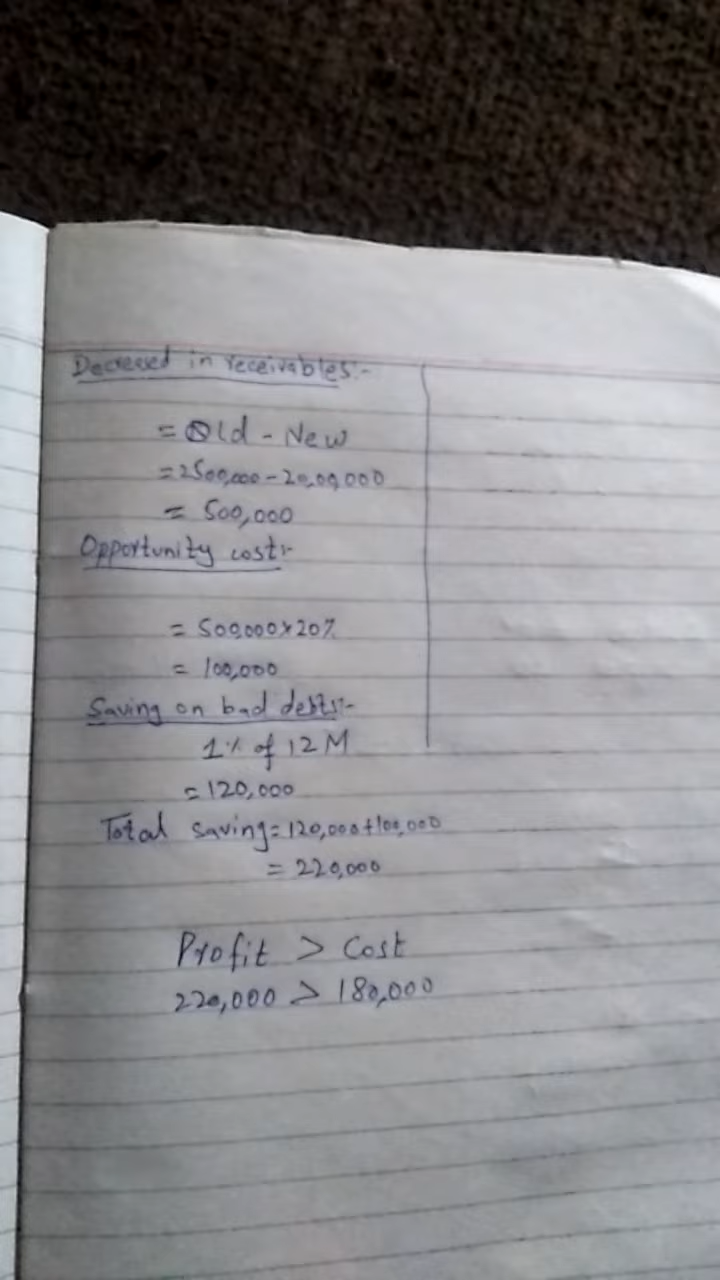 Decreased in receivables:-
= Old - New
= 2500,000 - 20,00,000
= 500,000
Opportunity cost:-
= 500,000 x 20%
= 100,000
Saving on bad debts:-
1% of 12 M
= 120,000
Total saving = 120,000 + 100,000
= 220,000
Profit > Cost
220,000 > 180,000